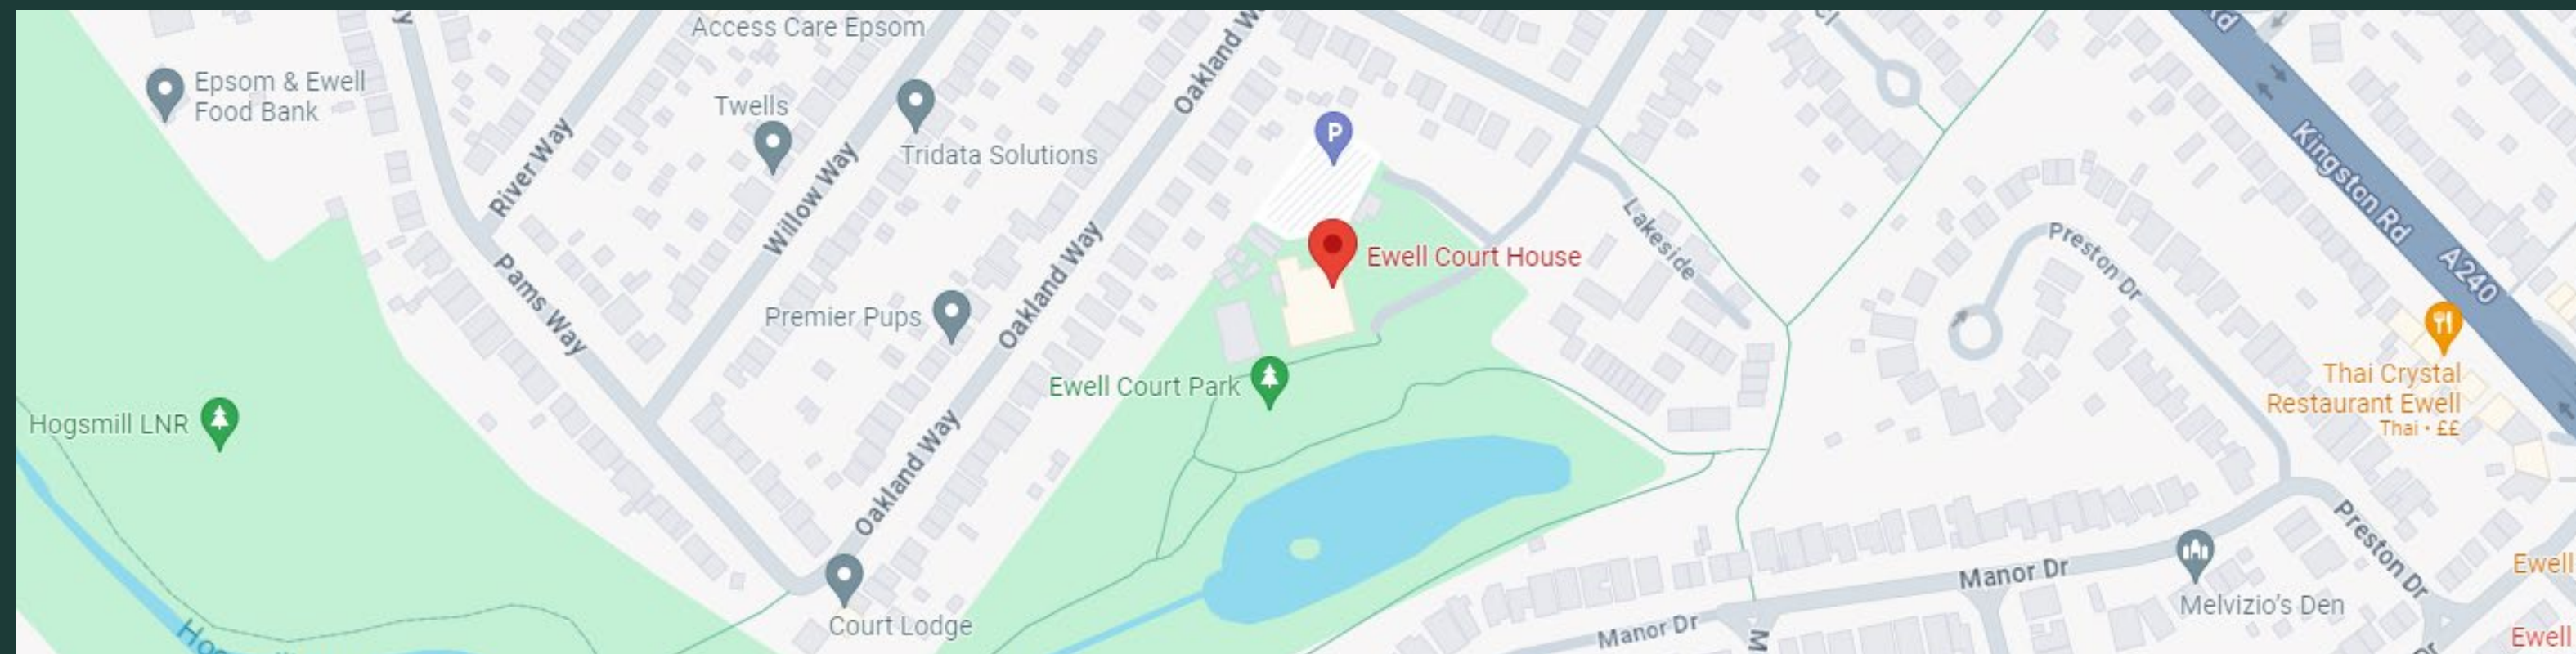 Access Care Epsom
Oakland W
Rd
Epsom & Ewell
Food Bank
Twells
Tridata Solutions
P
River Way
Willow Way
Kingston Rd
A240
Ewell Court House
Lakeside
Preston Dr
Pams Way
Premier Pups
Oakland Way
Thai Crystal
Restaurant Ewell
Thai • ££
Ewell Court Park
Hogsmill LNR
Oakland Way
Preston Dr
Manor Dr
Ewell
Melvizio's Den
Court Lodge
Manor Dr
M
Ewell